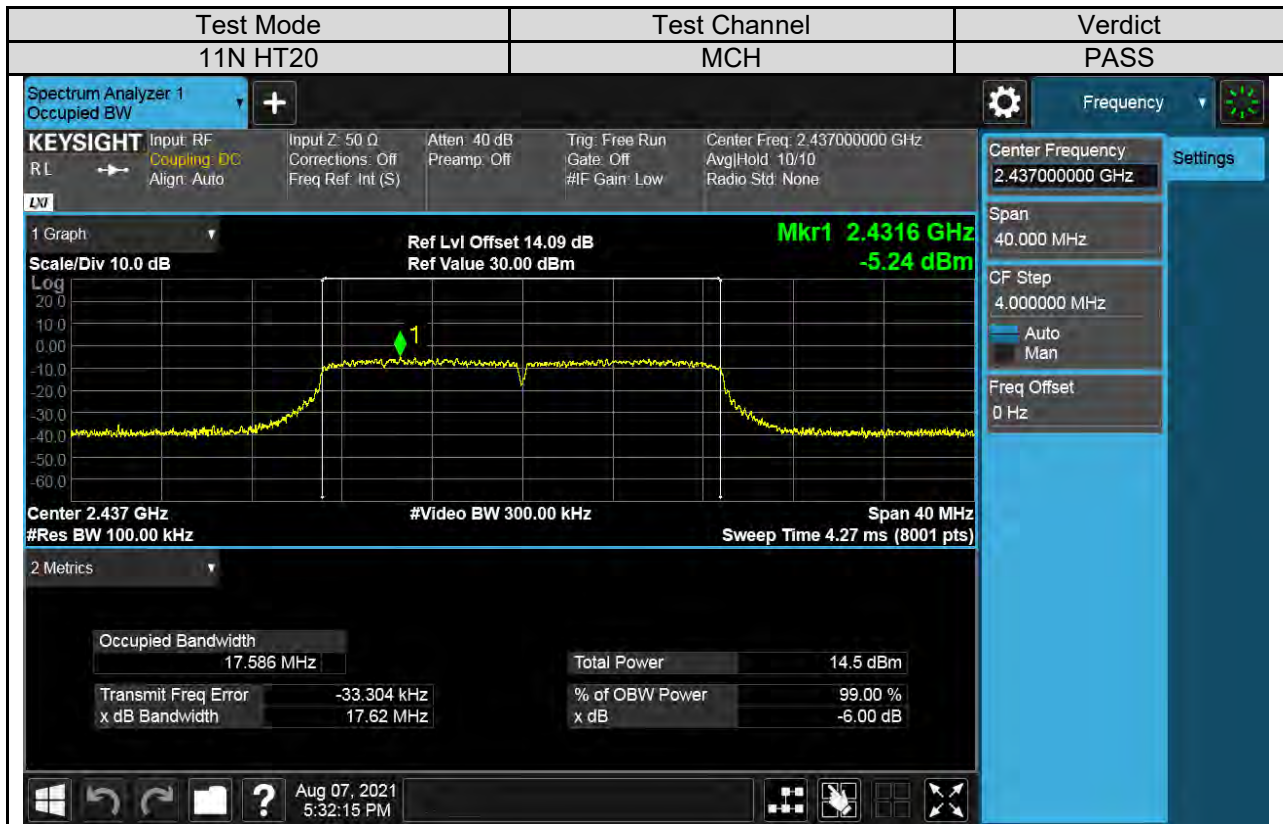 Test Mode Test Channel Verdict
11N HT20 MCH PASS
Spectrum Analyzer 1
Occupied BW
+
Frequency
KEYSIGHT
RL
LXI
Input: RF
Coupling: DC
Align: Auto
Input Z: 50 Ω
Corrections: Off
Freq Ref: Int (S)
Atten: 40 dB
Preamp: Off
Trig: Free Run
Gate: Off
#IF Gain: Low
Center Freq: 2.437000000 GHz
Avg|Hold: 10/10
Radio Std: None
Center Frequency
2.437000000 GHz
Settings
Span
40.000 MHz
CF Step
4.000000 MHz
Auto
Man
Freq Offset
0 Hz
1 Graph
Scale/Div 10.0 dB
Ref Lvl Offset 14.09 dB
Ref Value 30.00 dBm
Mkr1 2.4316 GHz
-5.24 dBm
Log
20.0
10.0
0.00
-10.0
-20.0
-30.0
-40.0
-50.0
-60.0
1
Center 2.437 GHz
#Res BW 100.00 kHz
#Video BW 300.00 kHz
Span 40 MHz
Sweep Time 4.27 ms (8001 pts)
2 Metrics
Occupied Bandwidth
17.586 MHz
Total Power 14.5 dBm
Transmit Freq Error -33.304 kHz
% of OBW Power 99.00 %
x dB Bandwidth 17.62 MHz
x dB -6.00 dB
?
Aug 07, 2021
5:32:15 PM